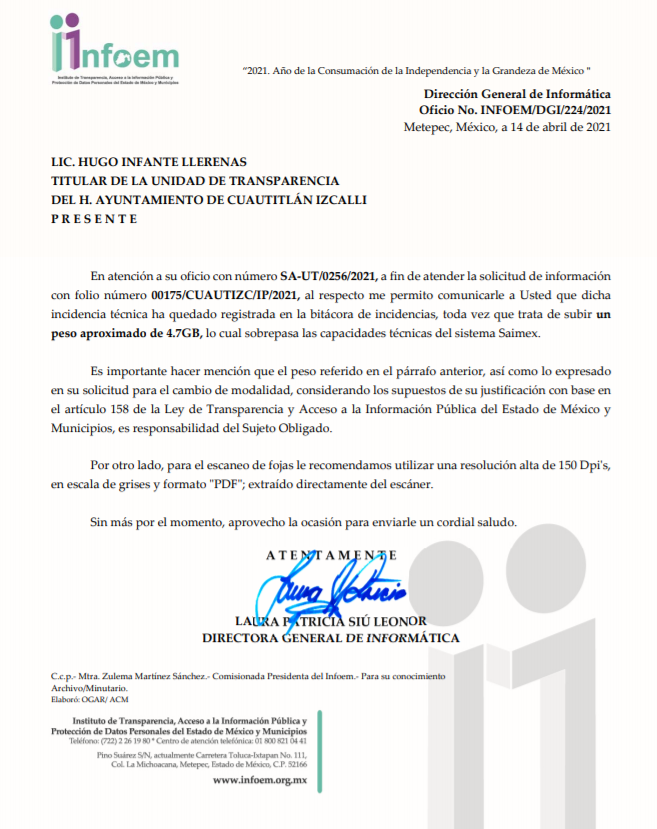 infoem
Instituto de Transparencia, Acceso a la Información Pública y
Protección de Datos Personales del Estado de México y Municipios
"2021. Año de la Consumación de la Independencia y la Grandeza de México "
Dirección General de Informática
Oficio No. INFOEM/DGI/224/2021
Metepec, México, a 14 de abril de 2021
LIC. HUGO INFANTE LLERENAS
TITULAR DE LA UNIDAD DE TRANSPARENCIA
DEL H. AYUNTAMIENTO DE CUAUTITLÁN IZCALLI
P R E S E N T E
En atención a su oficio con número SA-UT/0256/2021, a fin de atender la solicitud de información
con folio número 00175/CUAUTIZC/IP/2021, al respecto me permito comunicarle a Usted que dicha
incidencia técnica ha quedado registrada en la bitácora de incidencias, toda vez que trata de subir un
peso aproximado de 4.7GB, lo cual sobrepasa las capacidades técnicas del sistema Saimex.
Es importante hacer mención que el peso referido en el párrafo anterior, así como lo expresado
en su solicitud para el cambio de modalidad, considerando los supuestos de su justificación con base en
el artículo 158 de la Ley de Transparencia y Acceso a la Información Pública del Estado de México y
Municipios, es responsabilidad del Sujeto Obligado.
Por otro lado, para el escaneo de fojas le recomendamos utilizar una resolución alta de 150 Dpi's,
en escala de grises y formato "PDF"; extraído directamente del escáner.
Sin más por el momento, aprovecho la ocasión para enviarle un cordial saludo.
A T E N T A M E N T E
LAURA PATRICIA SIÚ LEONOR
DIRECTORA GENERAL DE INFORMÁTICA
C.c.p.- Mtra. Zulema Martínez Sánchez.- Comisionada Presidenta del Infoem.- Para su conocimiento
Archivo/Minutario.
Elaboró: OGAR/ ACM
Instituto de Transparencia, Acceso a la Información Pública y
Protección de Datos Personales del Estado de México y Municipios
Teléfono: (722) 2 26 19 80 * Centro de atención telefónica: 01 800 821 04 41
Pino Suárez S/N, actualmente Carretera Toluca-Ixtapan No. 111,
Col. La Michoacana, Metepec, Estado de México, C.P. 52166
www.infoem.org.mx